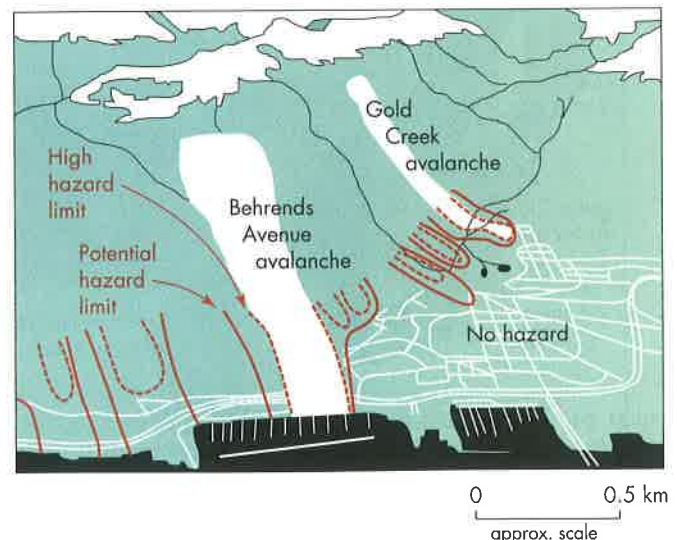 Gold
Creek
avalanche
High
hazard
limit
Behrends
Avenue
avalanche
Potential
hazard
limit
No hazard
0 0.5 km
approx. scale